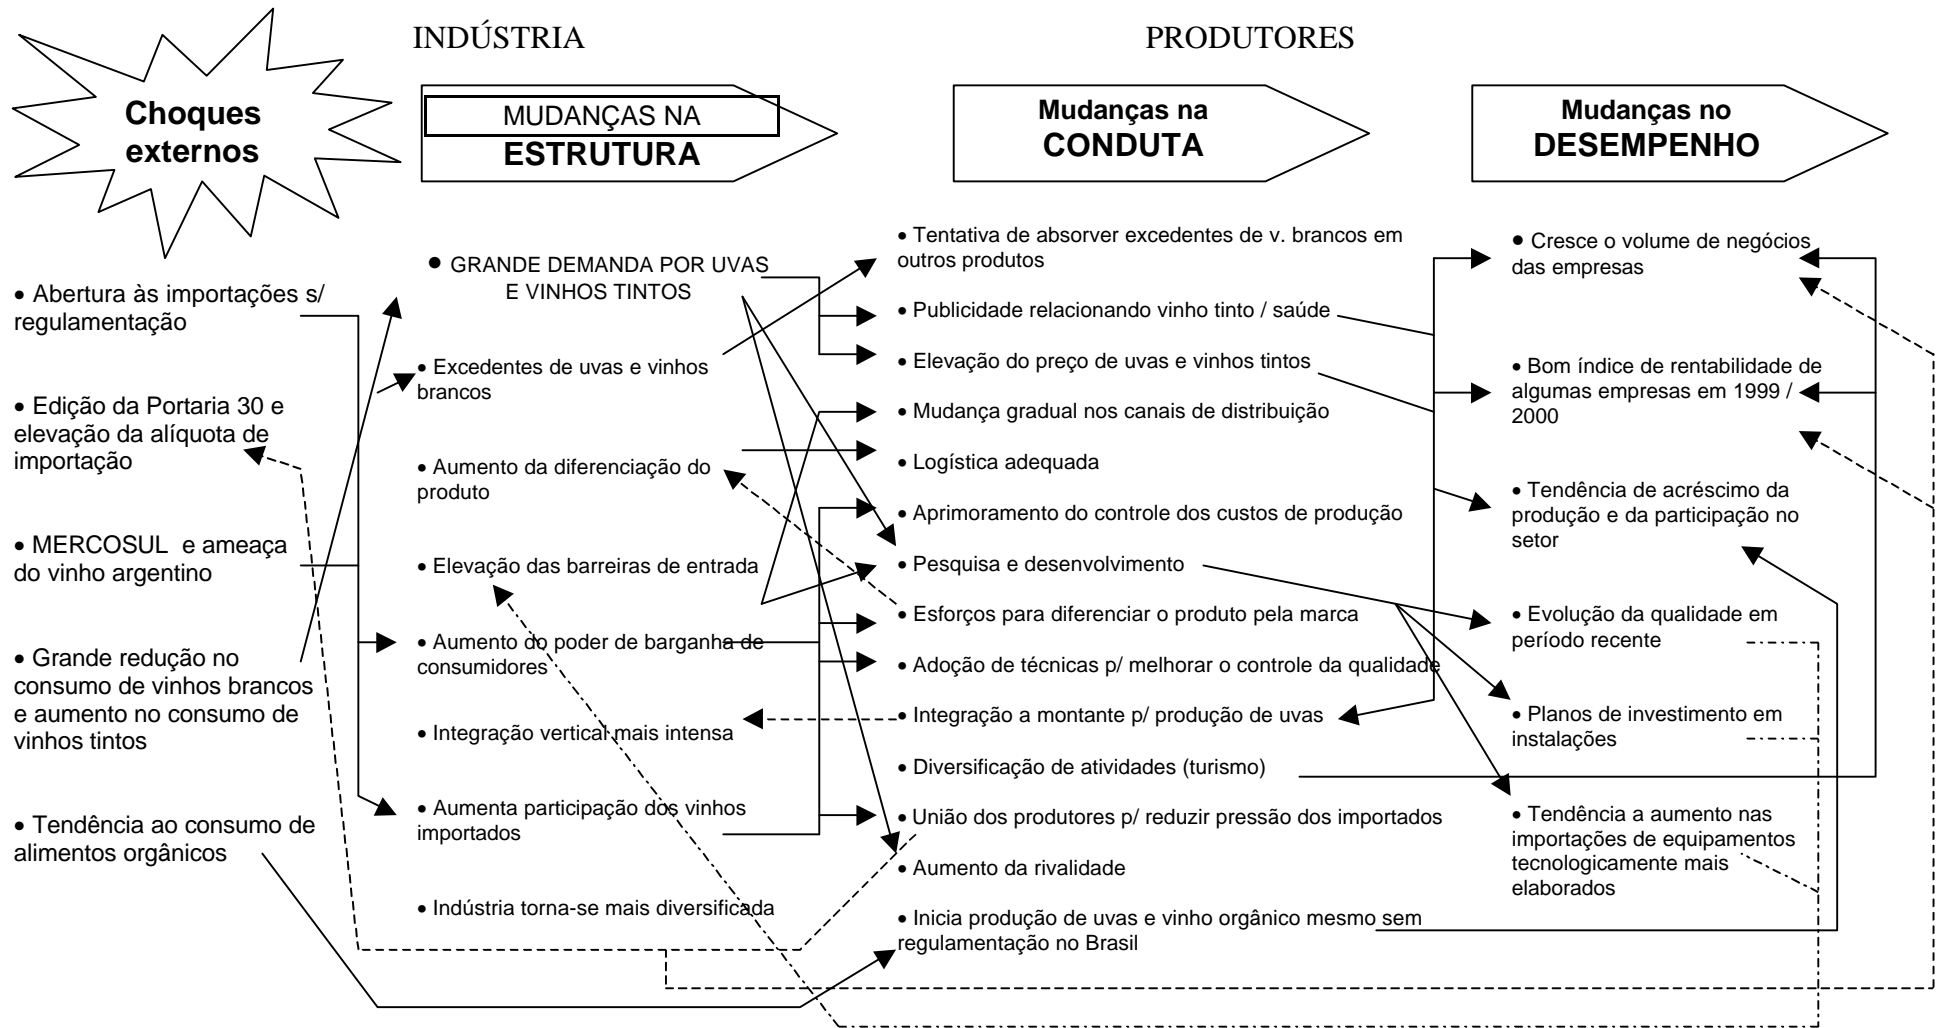 INDÚSTRIA
PRODUTORES
Choques
externos
MUDANÇAS NA
ESTRUTURA
Mudanças na
CONDUTA
Mudanças no
DESEMPENHO
• Abertura às importações s/
regulamentação
• Edição da Portaria 30 e
elevação da alíquota de
importação
• MERCOSUL e ameaça
do vinho argentino
• Grande redução no
consumo de vinhos brancos
e aumento no consumo de
vinhos tintos
• Tendência ao consumo de
alimentos orgânicos
• GRANDE DEMANDA POR UVAS
E VINHOS TINTOS
• Excedentes de uvas e vinhos
brancos
• Aumento da diferenciação do
produto
• Elevação das barreiras de entrada
• Aumento do poder de barganha de
consumidores
• Integração vertical mais intensa
• Aumenta participação dos vinhos
importados
• Indústria torna-se mais diversificada
• Tentativa de absorver excedentes de v. brancos em
outros produtos
• Publicidade relacionando vinho tinto / saúde
• Elevação do preço de uvas e vinhos tintos
• Mudança gradual nos canais de distribuição
• Logística adequada
• Aprimoramento do controle dos custos de produção
• Pesquisa e desenvolvimento
• Esforços para diferenciar o produto pela marca
• Adoção de técnicas p/ melhorar o controle da qualidade
• Integração a montante p/ produção de uvas
• Diversificação de atividades (turismo)
• União dos produtores p/ reduzir pressão dos importados
• Aumento da rivalidade
• Inicia produção de uvas e vinho orgânico mesmo sem
regulamentação no Brasil
• Cresce o volume de negócios
das empresas
• Bom índice de rentabilidade de
algumas empresas em 1999 /
2000
• Tendência de acréscimo da
produção e da participação no
setor
• Evolução da qualidade em
período recente
• Planos de investimento em
instalações
• Tendência a aumento nas
importações de equipamentos
tecnologicamente mais
elaborados